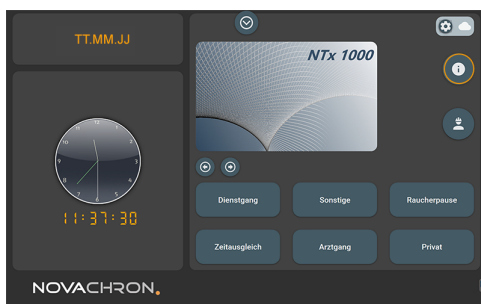 TT.MM.JJ
NTx 1000
11:37:30
Dienstgang
Sonstige
Raucherpause
Zeitausgleich
Arztgang
Privat
NOVACHRON.